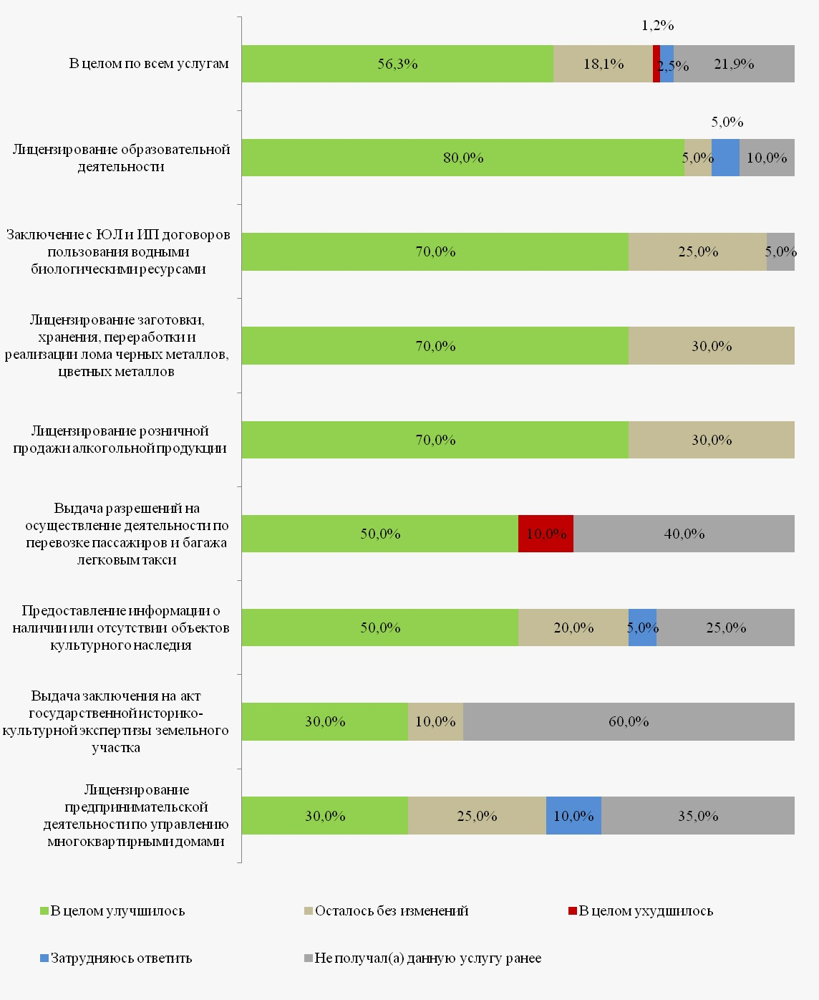 1,2%
В целом по всем услугам
56,3% 18,1% 2,5% 21,9%
5,0%
Лицензирование образовательной
деятельности
80,0% 5,0% 10,0%
Заключение с ЮЛ и ИП договоров
пользования водными
биологическими ресурсами
70,0% 25,0% 5,0%
Лицензирование заготовки,
хранения, переработки и
реализации лома черных металлов,
цветных металлов
70,0% 30,0%
Лицензирование розничной
продажи алкогольной продукции
70,0% 30,0%
Выдача разрешений на
осуществление деятельности по
перевозке пассажиров и багажа
легковым такси
50,0% 10,0% 40,0%
Предоставление информации о
наличии или отсутствии объектов
культурного наследия
50,0% 20,0% 5,0% 25,0%
Выдача заключения на акт
государственной историко-
культурной экспертизы земельного
участка
30,0% 10,0% 60,0%
Лицензирование
предпринимательской
деятельности по управлению
многоквартирными домами
30,0% 25,0% 10,0% 35,0%
В целом улучшилось Осталось без изменений В целом ухудшилось
Затрудняюсь ответить Не получал(а) данную услугу ранее